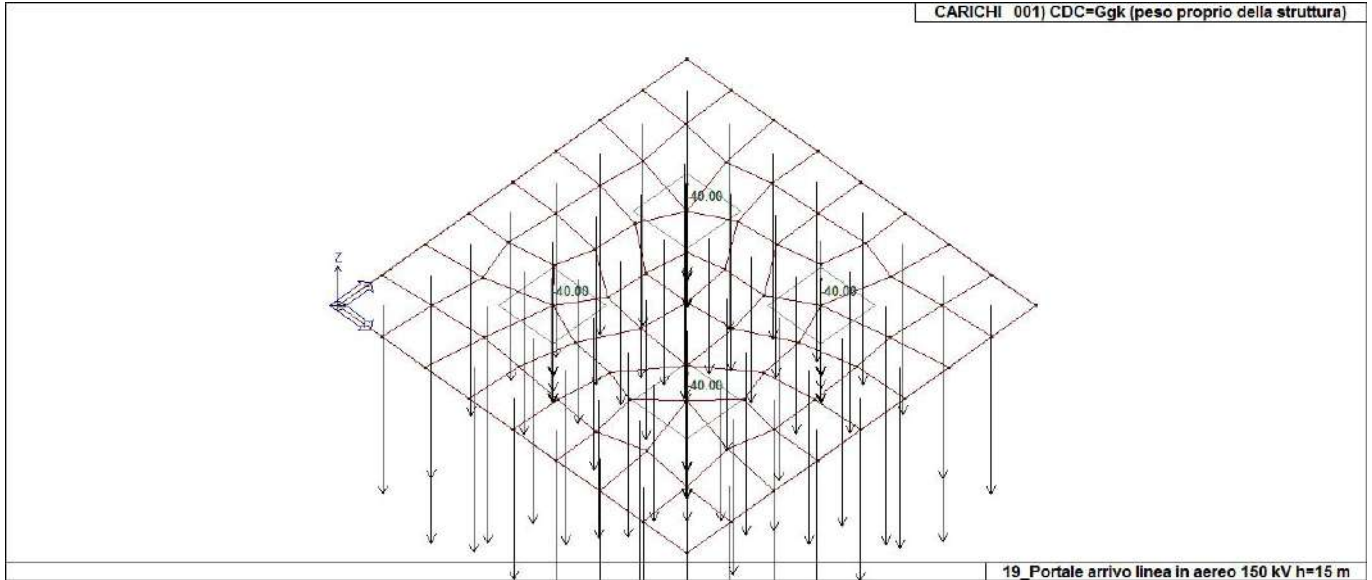 CARICHI 001) CDC=Ggk (peso proprio della struttura)
-40.00
Z
-40.00
-40.00
-40.00
19_Portale arrivo linea in aereo 150 kV h=15 m